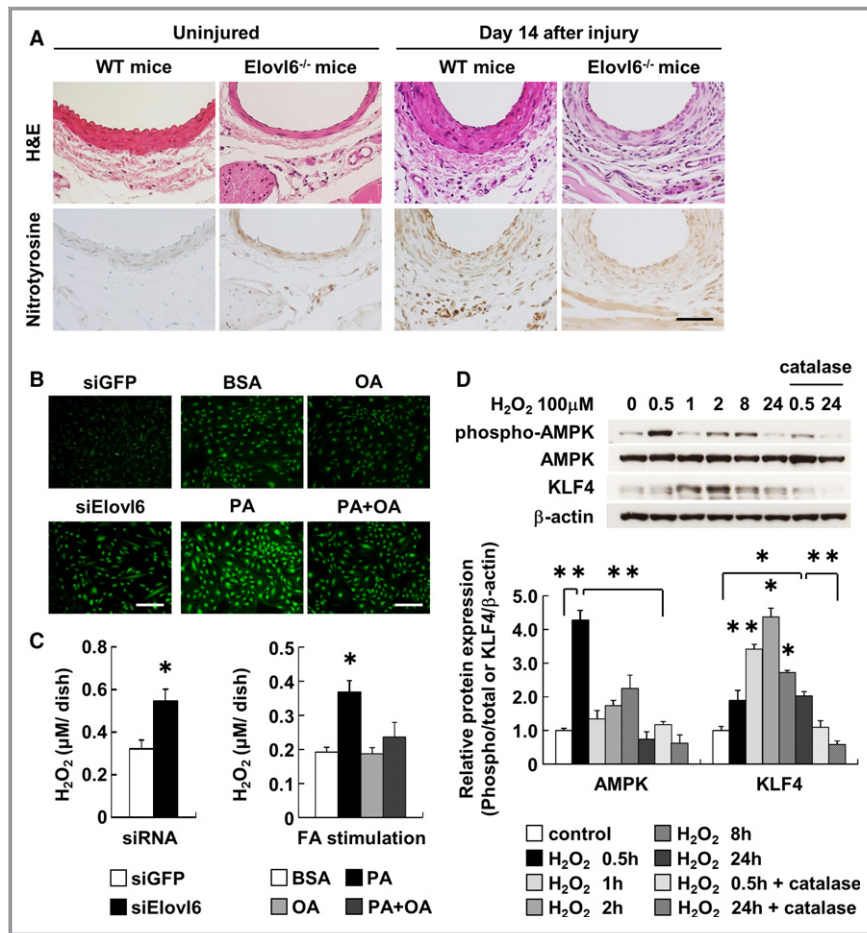 A
Uninjured
Day 14 after injury
WT mice
Elovl6-/- mice
WT mice
Elovl6-/- mice
H&E
Nitrotyrosine
B
siGFP
BSA
OA
siElovl6
PA
PA+OA
C
H2O2 (µM/ dish)
0.8
0.6
0.4
0.2
0
*
siRNA
siGFP
siElovl6
H2O2 (µM/ dish)
0.5
0.4
0.3
0.2
0.1
0
*
FA stimulation
BSA
PA
OA
PA+OA
D
catalase
H2O2 100µM 0 0.5 1 2 8 24 0.5 24
phospho-AMPK
AMPK
KLF4
β-actin
Relative protein expression
(Phospho/total or KLF4/β-actin)
5.0
4.0
3.0
2.0
1.0
0.0
** ** * **
*
**
*
AMPK
KLF4
control
H2O2 8h
H2O2 0.5h
H2O2 24h
H2O2 1h
H2O2 0.5h + catalase
H2O2 2h
H2O2 24h + catalase